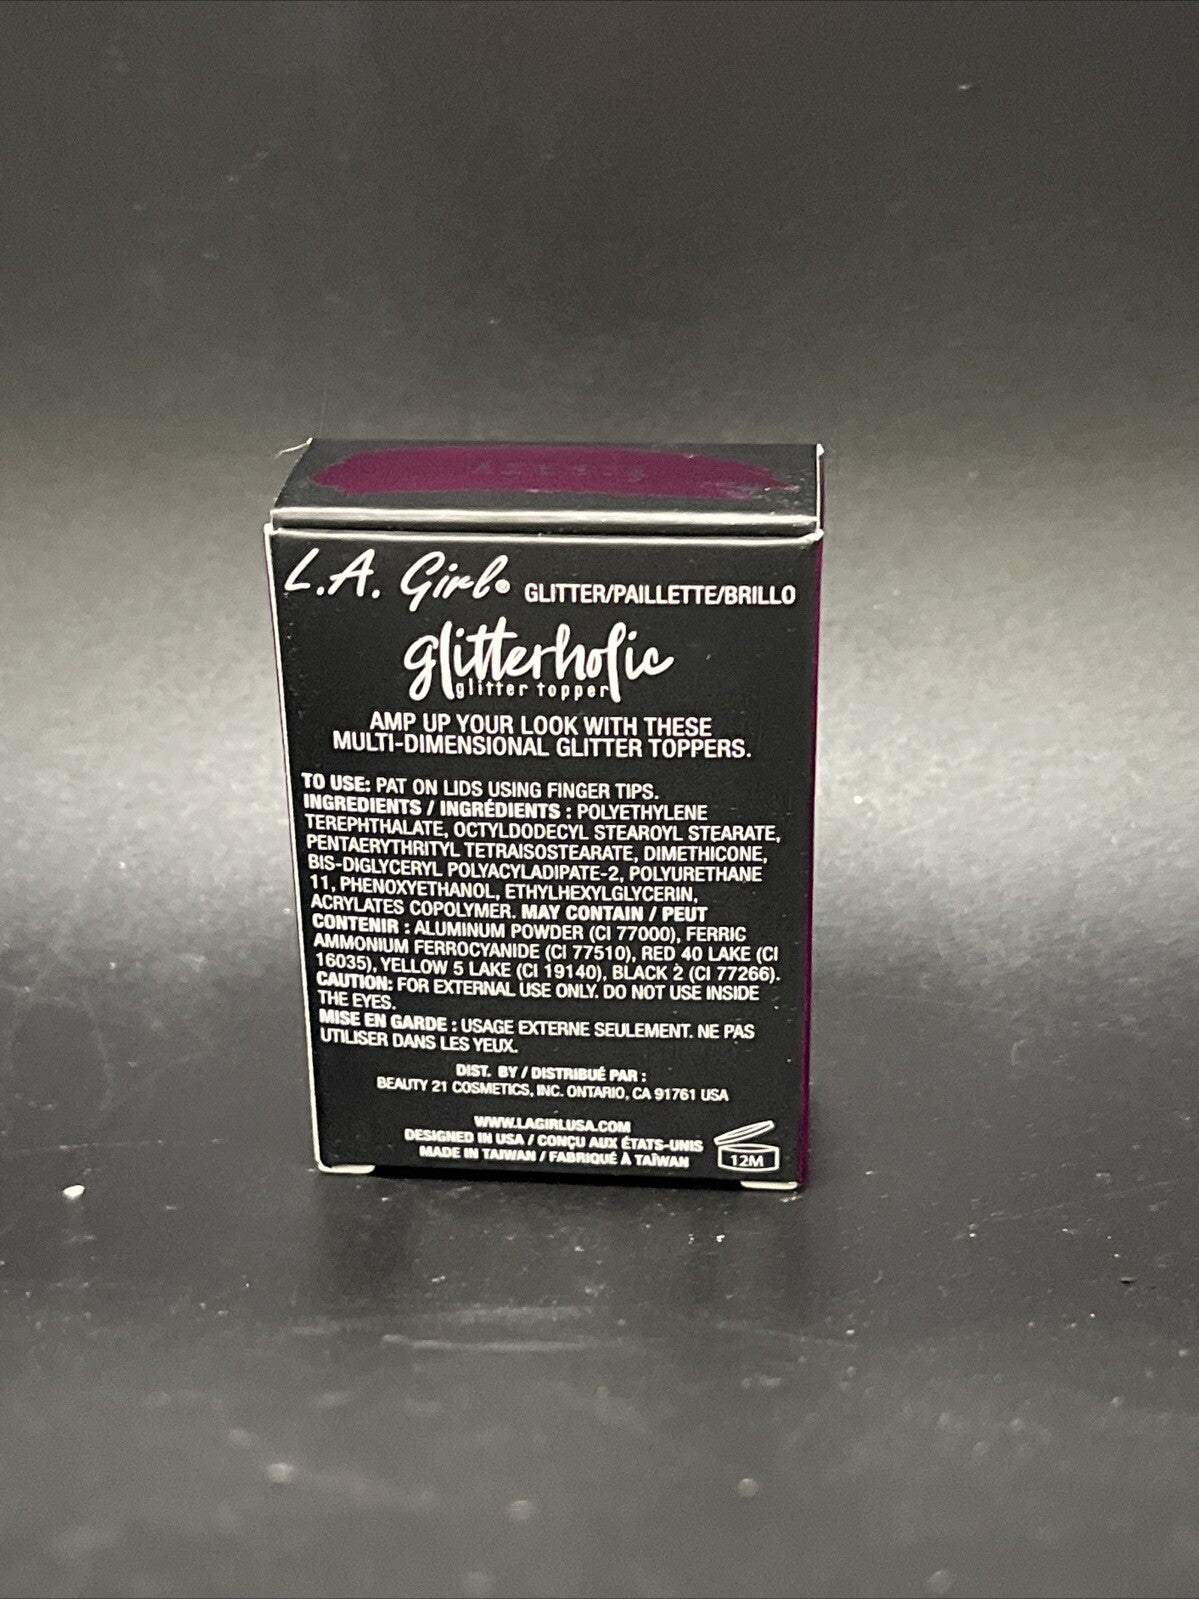 L.A. Girl® GLITTER/PAILLETTE/BRILLO
glitterholic
glitter topper
AMP UP YOUR LOOK WITH THESE
MULTI-DIMENSIONAL GLITTER TOPPERS.
TO USE: PAT ON LIDS USING FINGER TIPS.
INGREDIENTS / INGRÉDIENTS : POLYETHYLENE
TEREPHTHALATE, OCTYLDODECYL STEAROYL STEARATE,
PENTAERYTHRITYL TETRAISOSTEARATE, DIMETHICONE,
BIS-DIGLYCERYL POLYACYLADIPATE-2, POLYURETHANE
11, PHENOXYETHANOL, ETHYLHEXYLGLYCERIN,
ACRYLATES COPOLYMER. MAY CONTAIN / PEUT
CONTENIR : ALUMINUM POWDER (CI 77000), FERRIC
AMMONIUM FERROCYANIDE (CI 77510), RED 40 LAKE (CI
16035), YELLOW 5 LAKE (CI 19140), BLACK 2 (CI 77266).
CAUTION: FOR EXTERNAL USE ONLY. DO NOT USE INSIDE
THE EYES.
MISE EN GARDE : USAGE EXTERNE SEULEMENT. NE PAS
UTILISER DANS LES YEUX.
DIST. BY / DISTRIBUÉ PAR :
BEAUTY 21 COSMETICS, INC. ONTARIO, CA 91761 USA
WWW.LAGIRLUSA.COM
DESIGNED IN USA / CONÇU AUX ÉTATS-UNIS
MADE IN TAIWAN / FABRIQUÉ À TAÏWAN
12M